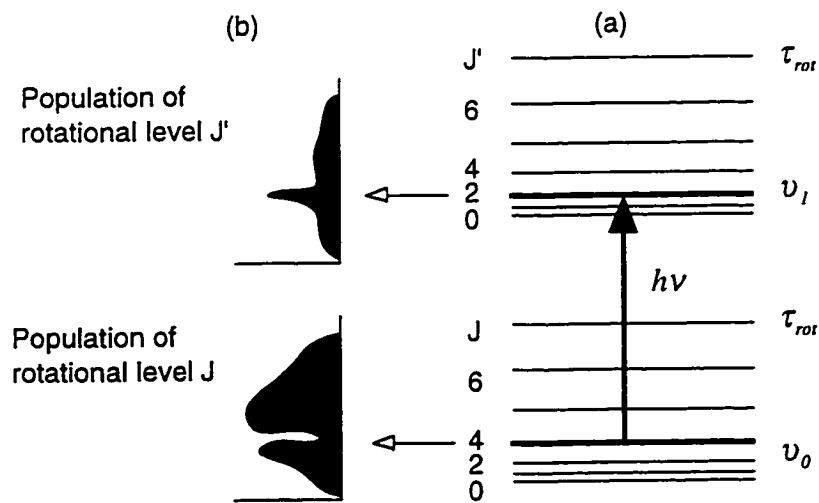 (b)
(a)
Population of
rotational level J'
J'
6
4
2
0
τrot
υ1
hν
Population of
rotational level J
J
6
4
2
0
τrot
υ0